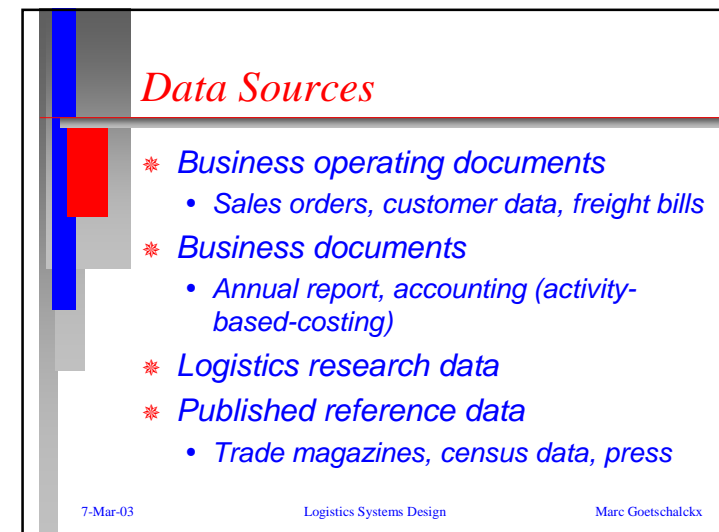 Data Sources
❋ Business operating documents
• Sales orders, customer data, freight bills
❋ Business documents
• Annual report, accounting (activity-
based-costing)
❋ Logistics research data
❋ Published reference data
• Trade magazines, census data, press
7-Mar-03 Logistics Systems Design Marc Goetschalckx